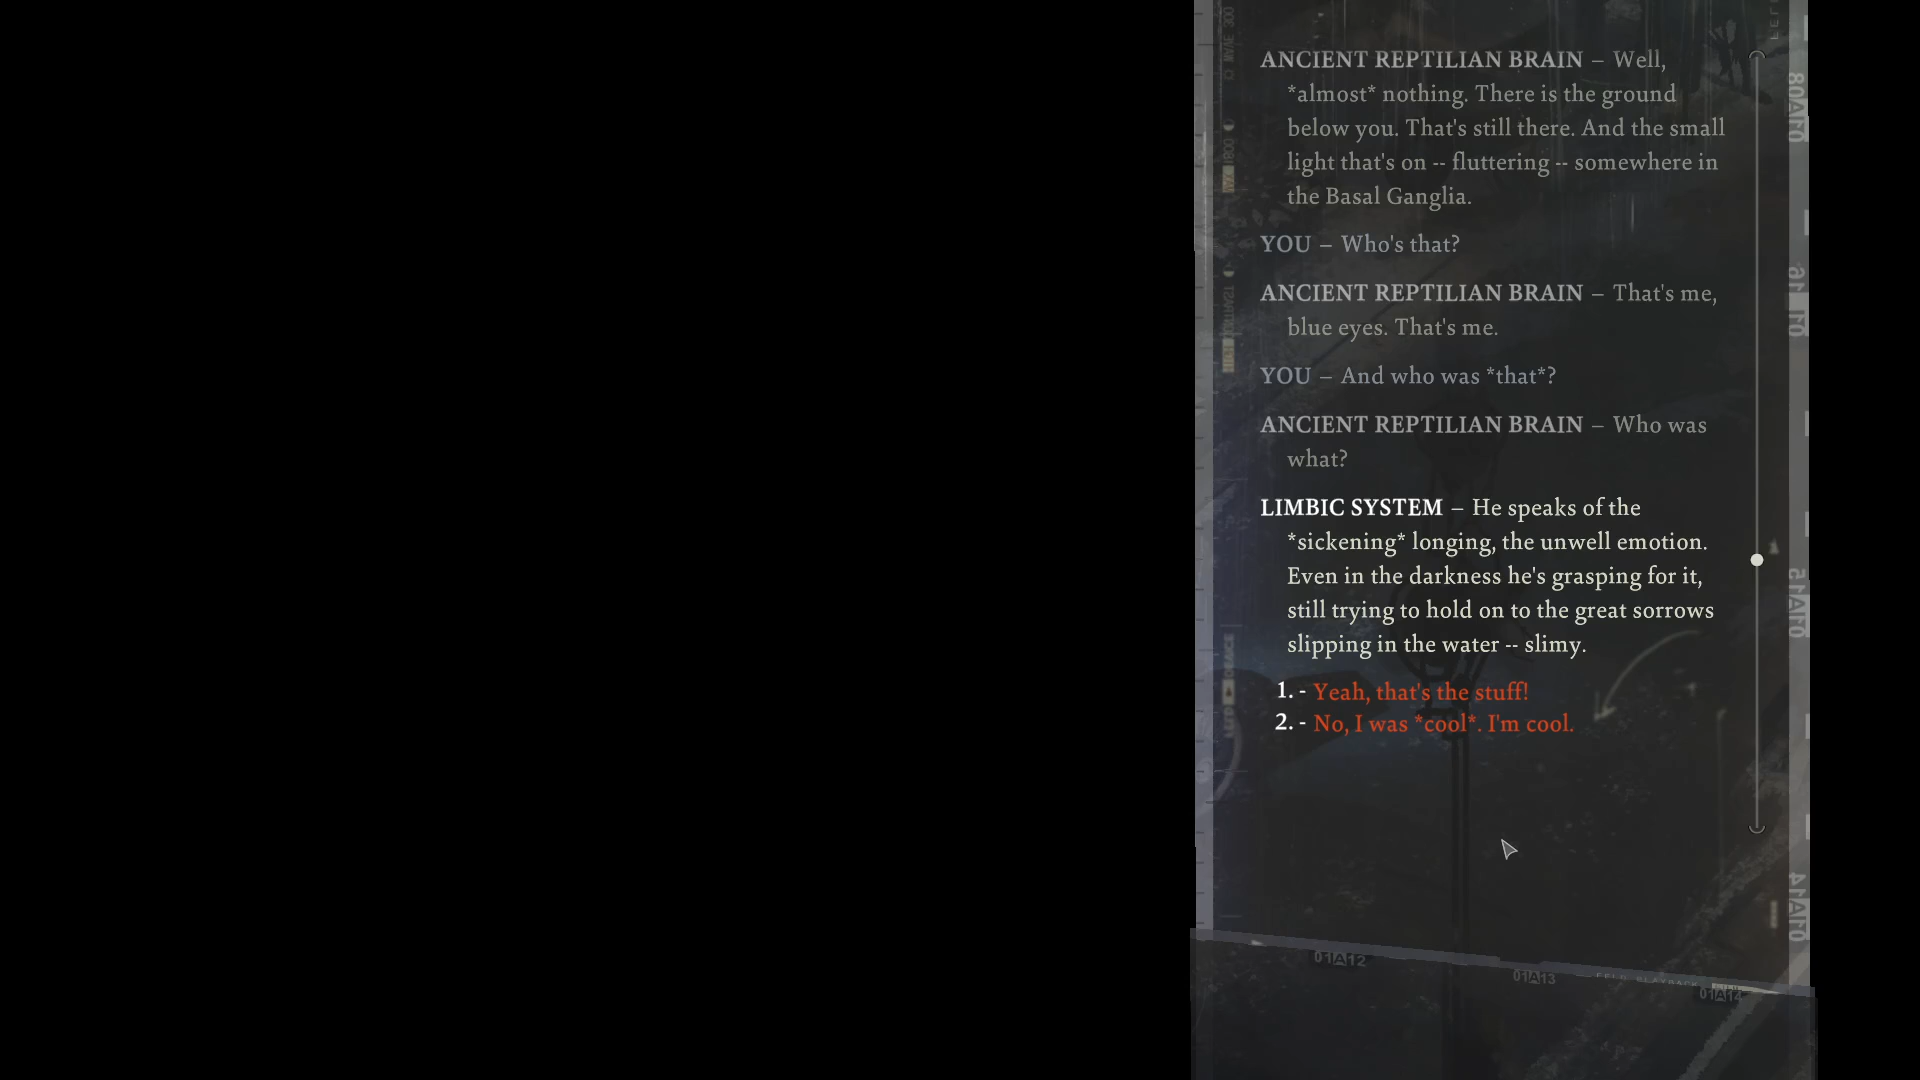 ANCIENT REPTILIAN BRAIN – Well,
*almost* nothing. There is the ground
below you. That's still there. And the small
light that's on -- fluttering -- somewhere in
the Basal Ganglia.
YOU – Who's that?
ANCIENT REPTILIAN BRAIN – That's me,
blue eyes. That's me.
YOU – And who was *that*?
ANCIENT REPTILIAN BRAIN – Who was
what?
LIMBIC SYSTEM – He speaks of the
*sickening* longing, the unwell emotion.
Even in the darkness he's grasping for it,
still trying to hold on to the great sorrows
slipping in the water -- slimy.
1. - Yeah, that's the stuff!
2. - No, I was *cool*. I'm cool.
01A12
01A13
01A14